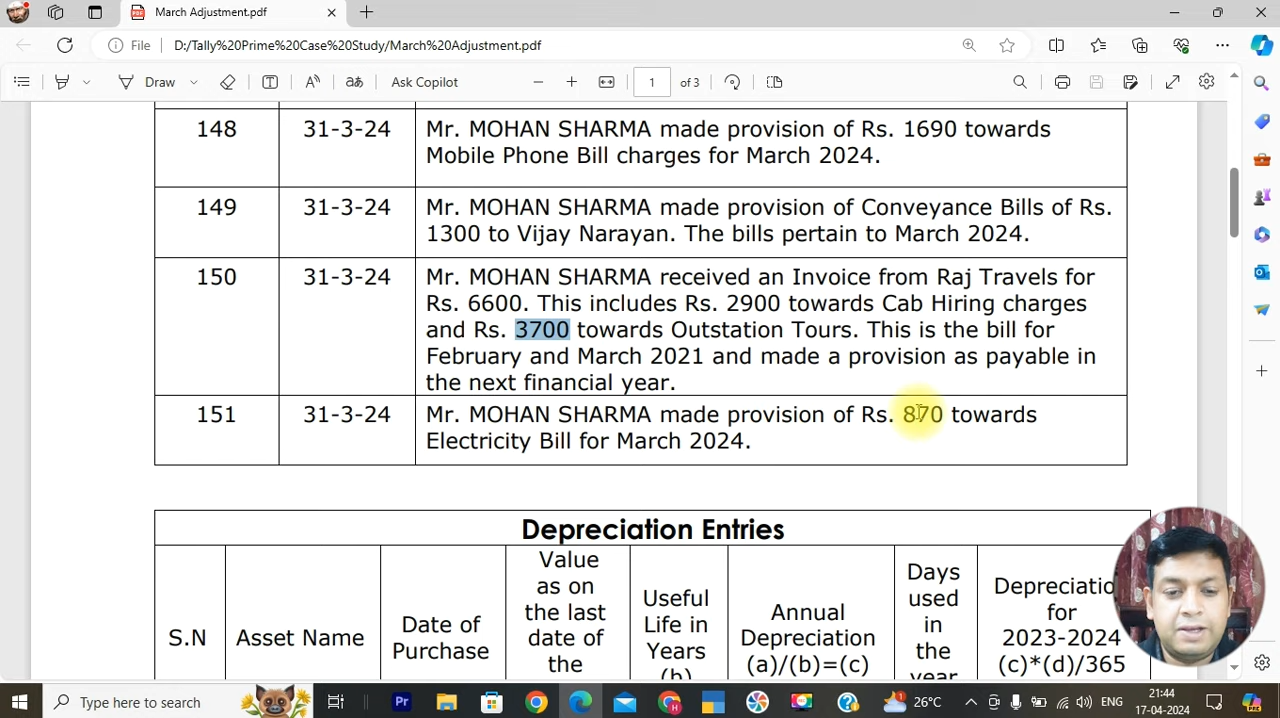 March Adjustment.pdf
File D:/Tally%20Prime%20Case%20Study/March%20Adjustment.pdf
Draw Ask Copilot 1 of 3
148 31-3-24 Mr. MOHAN SHARMA made provision of Rs. 1690 towards
Mobile Phone Bill charges for March 2024.
149 31-3-24 Mr. MOHAN SHARMA made provision of Conveyance Bills of Rs.
1300 to Vijay Narayan. The bills pertain to March 2024.
150 31-3-24 Mr. MOHAN SHARMA received an Invoice from Raj Travels for
Rs. 6600. This includes Rs. 2900 towards Cab Hiring charges
and Rs. 3700 towards Outstation Tours. This is the bill for
February and March 2021 and made a provision as payable in
the next financial year.
151 31-3-24 Mr. MOHAN SHARMA made provision of Rs. 870 towards
Electricity Bill for March 2024.
Depreciation Entries
S.N
Asset Name
Date of
Purchase
Value
as on
the last
date of
the
Useful
Life in
Years
(b)
Annual
Depreciation
(a)/(b)=(c)
Days
used
in
the
year
Depreciatio
for
2023-2024
(c)*(d)/365
Type here to search
26°C
ENG
21:44
17-04-2024